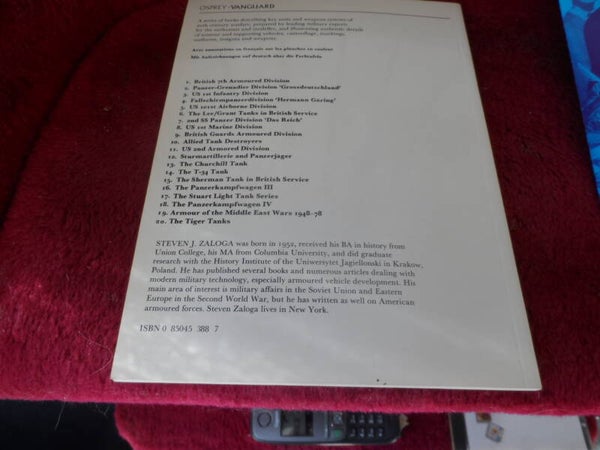 OSPREY·VANGUARD
A series of books describing key units and weapon systems of
20th century warfare, prepared by leading military experts
for the enthusiast and modeller, and illustrating authentic details
of armour and supporting vehicles, camouflage, markings,
uniforms, insignia and weapons.
Avec annotations en français sur les planches en couleur
Mit Aufzeichnungen auf deutsch über die Farbtafeln
1. British 7th Armoured Division
2. Panzer-Grenadier Division 'Grossdeutschland'
3. US 1st Infantry Division
4. Fallschirmpanzerdivision 'Hermann Göring'
5. US 101st Airborne Division
6. The Lee/Grant Tanks in British Service
7. 2nd SS Panzer Division 'Das Reich'
8. US 1st Marine Division
9. British Guards Armoured Division
10. Allied Tank Destroyers
11. US 2nd Armored Division
12. Sturmartillerie and Panzerjäger
13. The Churchill Tank
14. The T-34 Tank
15. The Sherman Tank in British Service
16. The Panzerkampfwagen III
17. The Stuart Light Tank Series
18. The Panzerkampfwagen IV
19. Armour of the Middle East Wars 1948-78
20. The Tiger Tanks
STEVEN J. ZALOGA was born in 1952, received his BA in history from
Union College, his MA from Columbia University, and did graduate
research with the History Institute of the Uniwersytet Jagiellonski in Krakow,
Poland. He has published several books and numerous articles dealing with
modern military technology, especially armoured vehicle development. His
main area of interest is military affairs in the Soviet Union and Eastern
Europe in the Second World War, but he has written as well on American
armoured forces. Steven Zaloga lives in New York.
ISBN 0 85045 388 7